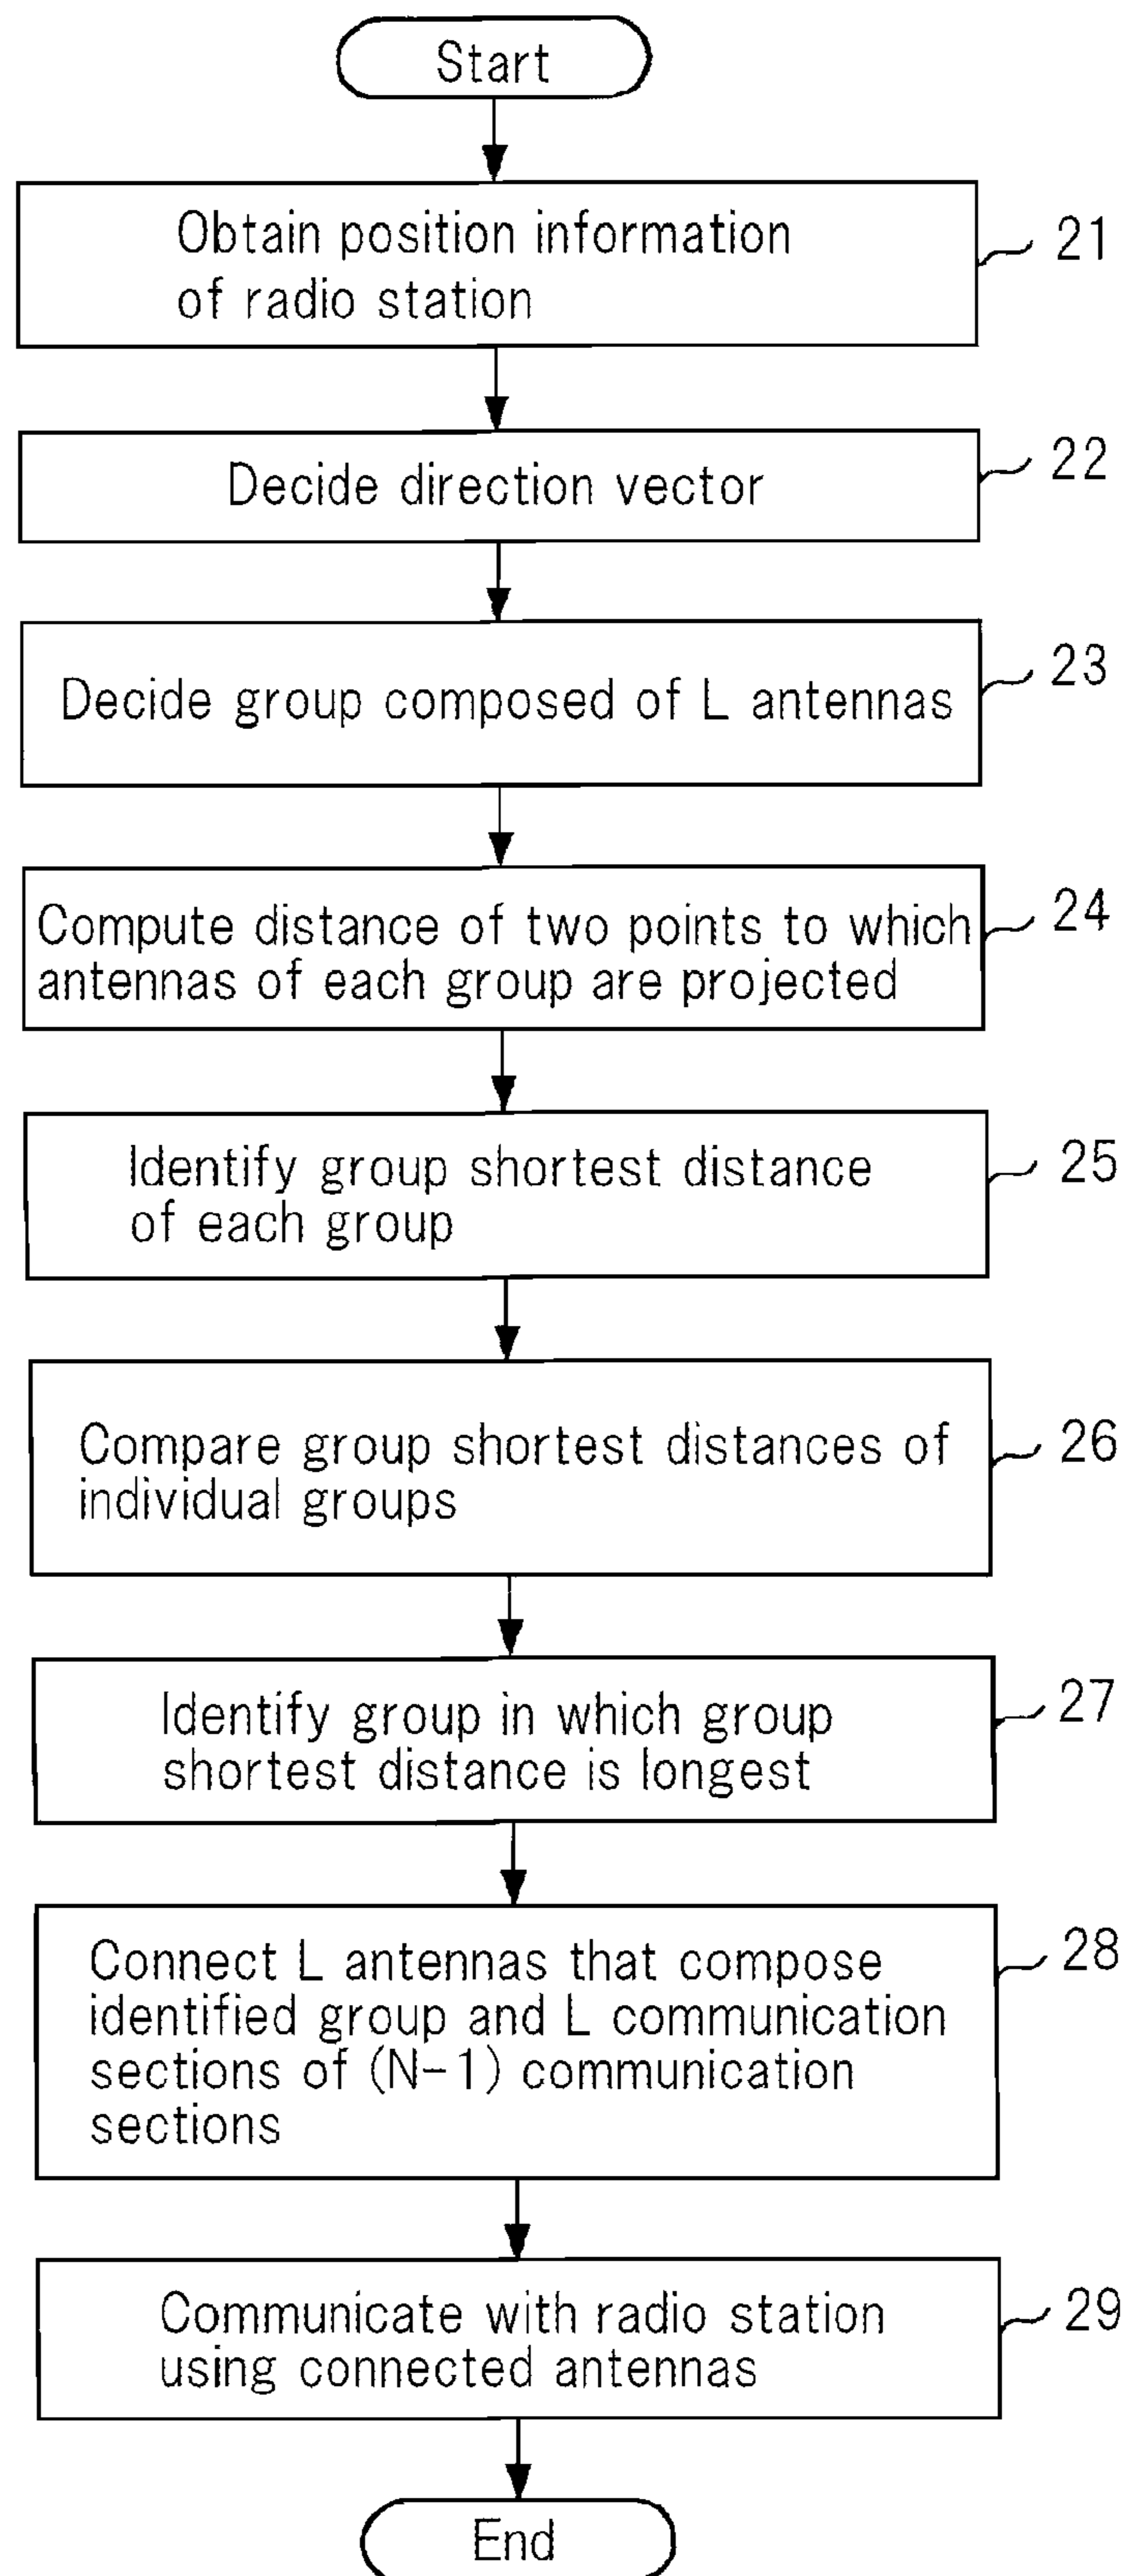 Start
Obtain position information
of radio station
21
Decide direction vector
22
Decide group composed of L antennas
23
Compute distance of two points to which
antennas of each group are projected
24
Identify group shortest distance
of each group
25
Compare group shortest distances of
individual groups
26
Identify group in which group
shortest distance is longest
27
Connect L antennas that compose
identified group and L communication
sections of (N-1) communication
sections
28
Communicate with radio station
using connected antennas
29
End